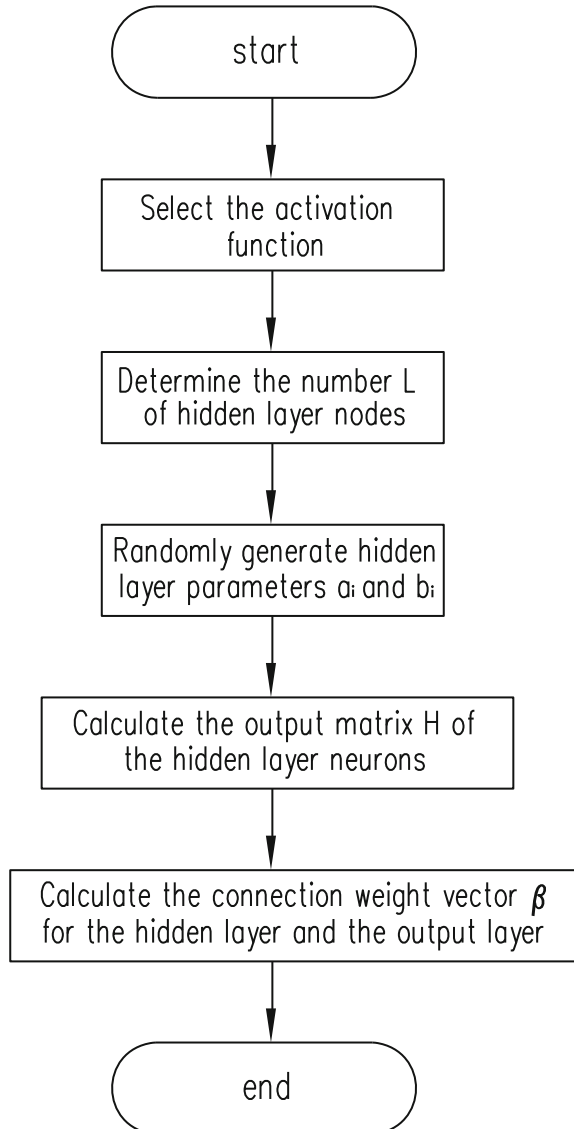 start
Select the activation
function
Determine the number L
of hidden layer nodes
Randomly generate hidden
layer parameters aᵢ and bᵢ
Calculate the output matrix H of
the hidden layer neurons
Calculate the connection weight vector β
for the hidden layer and the output layer
end